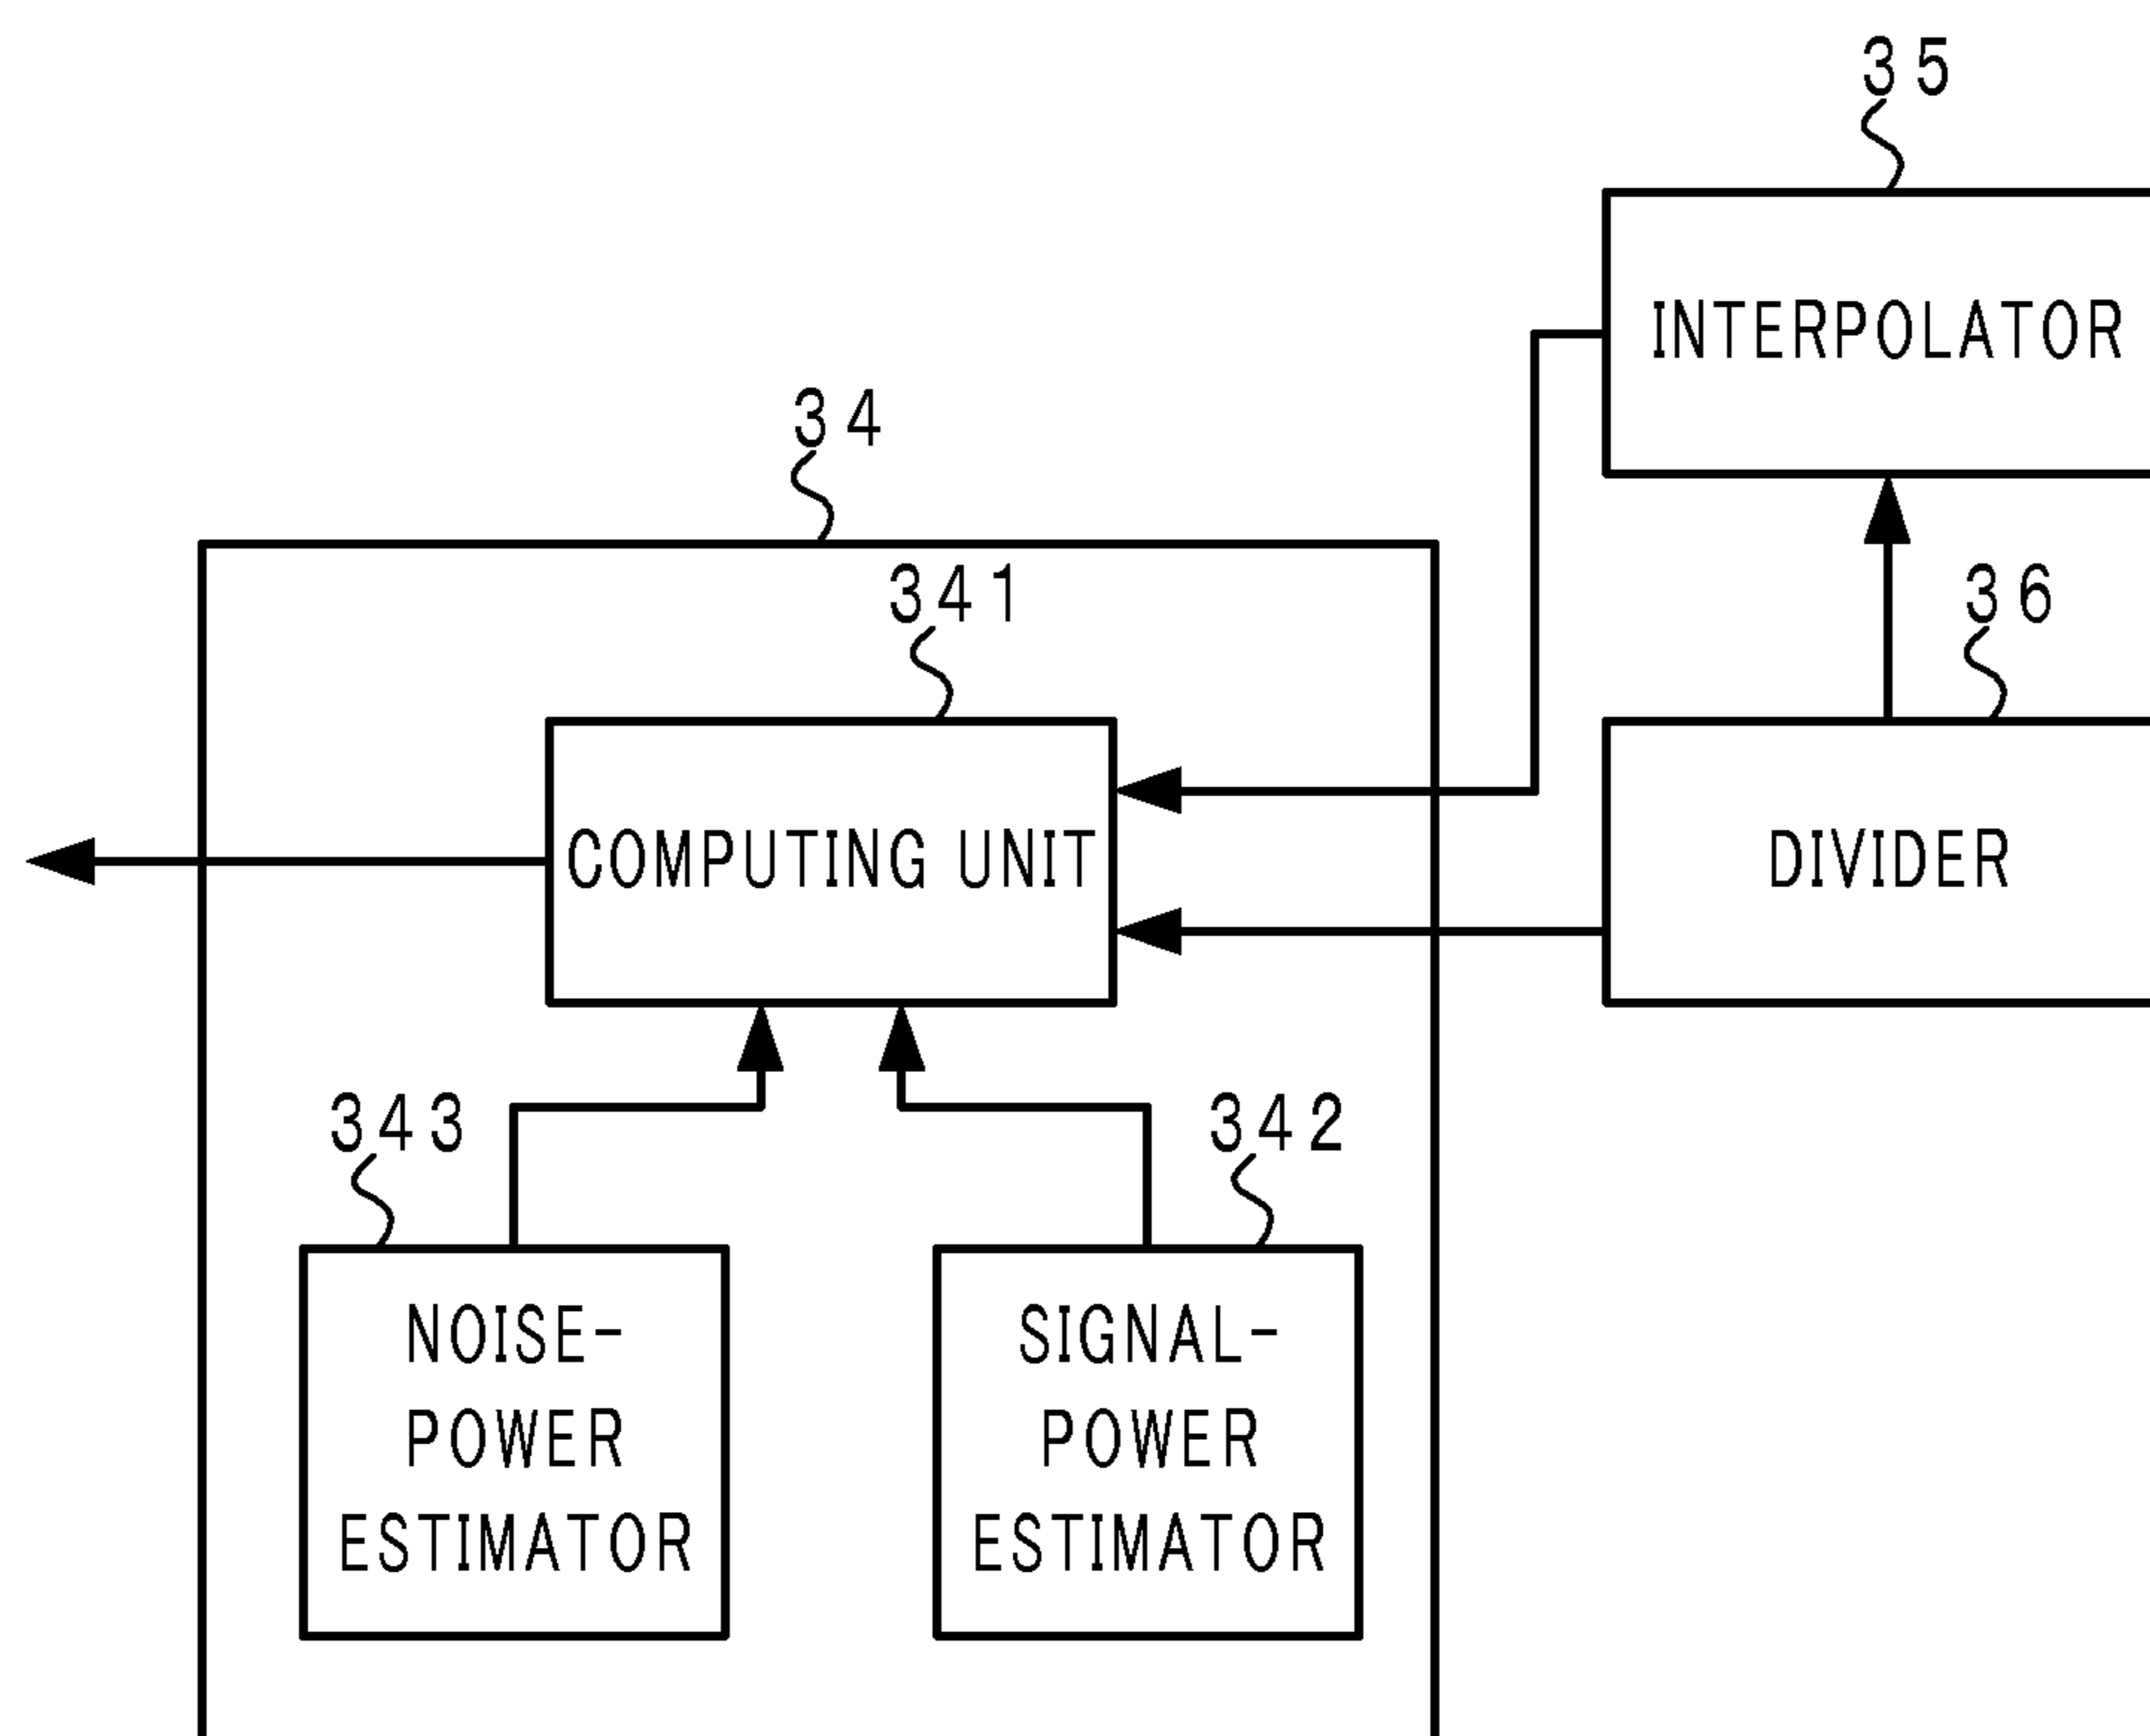 35
INTERPOLATOR
34
341
36
COMPUTING UNIT
DIVIDER
343
342
NOISE-
POWER
ESTIMATOR
SIGNAL-
POWER
ESTIMATOR